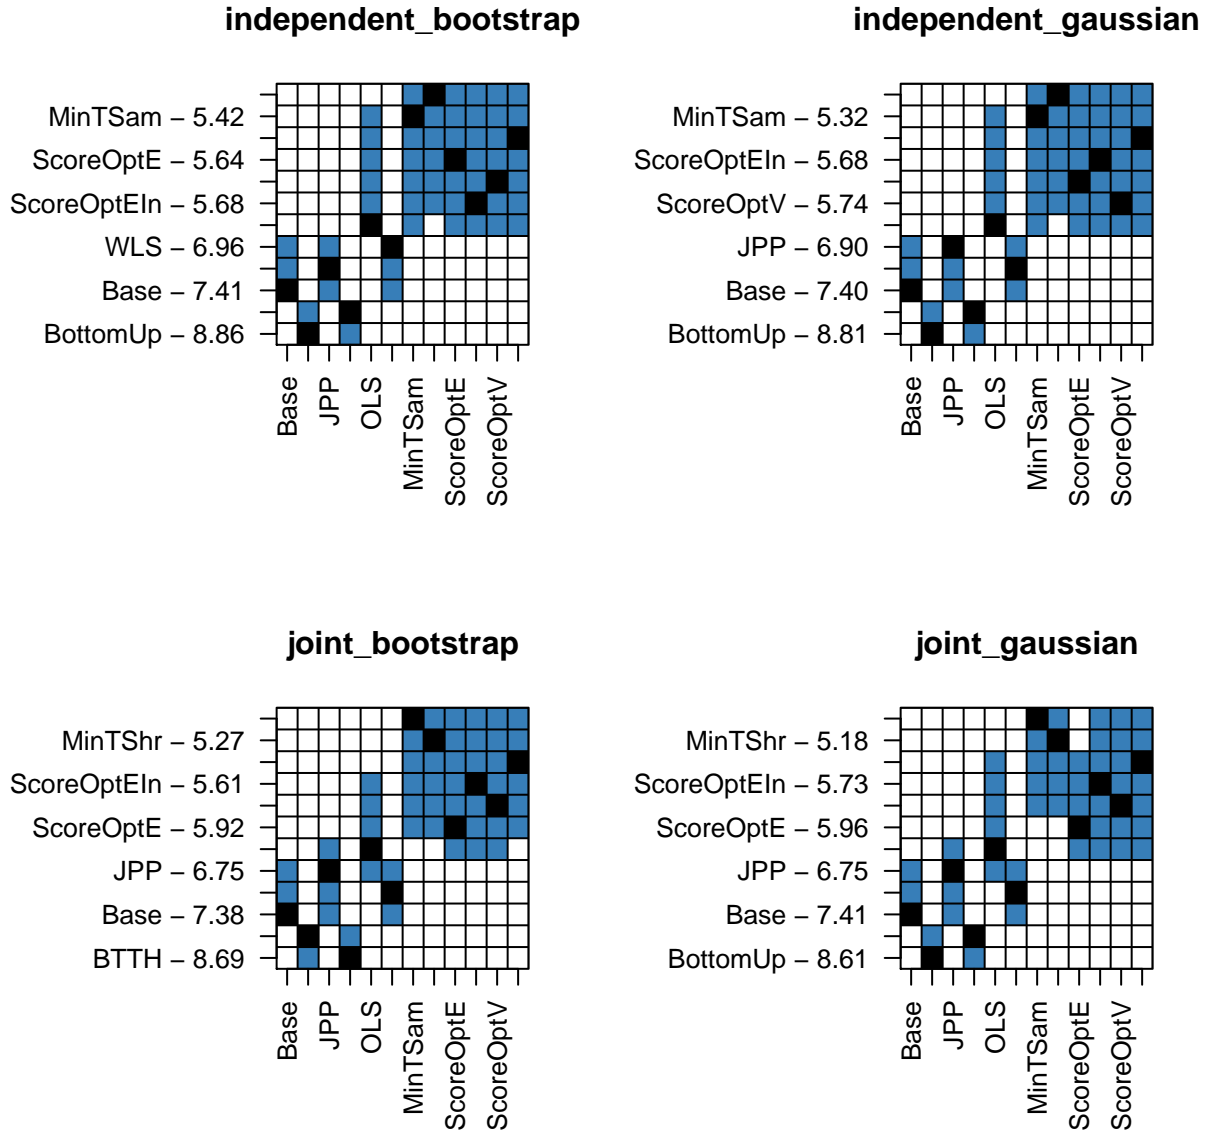 independent_bootstrap
MinTSam – 5.42
ScoreOptE – 5.64
ScoreOptEIn – 5.68
WLS – 6.96
Base – 7.41
BottomUp – 8.86
Base
JPP
OLS
MinTSam
ScoreOptE
ScoreOptV
independent_gaussian
MinTSam – 5.32
ScoreOptEIn – 5.68
ScoreOptV – 5.74
JPP – 6.90
Base – 7.40
BottomUp – 8.81
Base
JPP
OLS
MinTSam
ScoreOptE
ScoreOptV
joint_bootstrap
MinTShr – 5.27
ScoreOptEIn – 5.61
ScoreOptE – 5.92
JPP – 6.75
Base – 7.38
BTTH – 8.69
Base
JPP
OLS
MinTSam
ScoreOptE
ScoreOptV
joint_gaussian
MinTShr – 5.18
ScoreOptEIn – 5.73
ScoreOptE – 5.96
JPP – 6.75
Base – 7.41
BottomUp – 8.61
Base
JPP
OLS
MinTSam
ScoreOptE
ScoreOptV